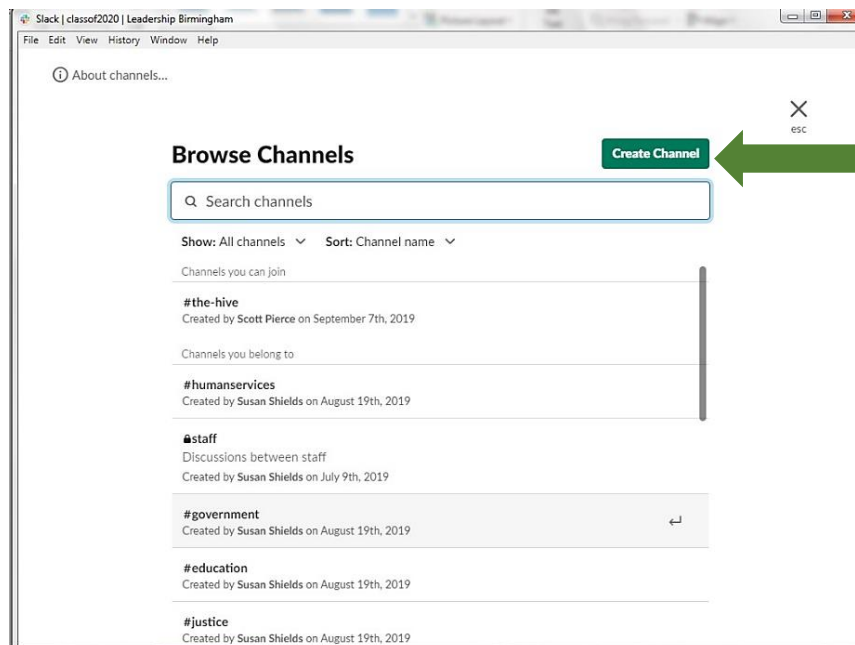 Slack | classof2020 | Leadership Birmingham
File Edit View History Window Help
About channels...
esc
Browse Channels
Create Channel
Search channels
Show: All channels
Sort: Channel name
Channels you can join
#the-hive
Created by Scott Pierce on September 7th, 2019
Channels you belong to
#humanservices
Created by Susan Shields on August 19th, 2019
staff
Discussions between staff
Created by Susan Shields on July 9th, 2019
#government
Created by Susan Shields on August 19th, 2019
#education
Created by Susan Shields on August 19th, 2019
#justice
Created by Susan Shields on August 19th, 2019